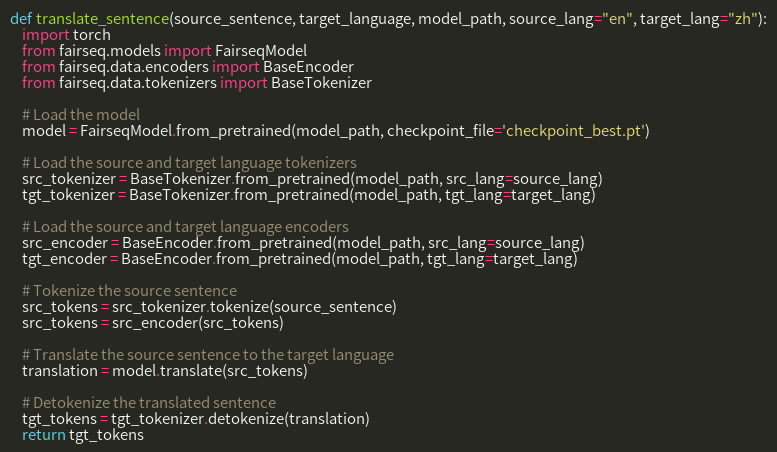 def translate_sentence(source_sentence, target_language, model_path, source_lang="en", target_lang="zh"):
import torch
from fairseq.models import FairseqModel
from fairseq.data.encoders import BaseEncoder
from fairseq.data.tokenizers import BaseTokenizer
# Load the model
model = FairseqModel.from_pretrained(model_path, checkpoint_file='checkpoint_best.pt')
# Load the source and target language tokenizers
src_tokenizer = BaseTokenizer.from_pretrained(model_path, src_lang=source_lang)
tgt_tokenizer = BaseTokenizer.from_pretrained(model_path, tgt_lang=target_lang)
# Load the source and target language encoders
src_encoder = BaseEncoder.from_pretrained(model_path, src_lang=source_lang)
tgt_encoder = BaseEncoder.from_pretrained(model_path, tgt_lang=target_lang)
# Tokenize the source sentence
src_tokens = src_tokenizer.tokenize(source_sentence)
src_tokens = src_encoder(src_tokens)
# Translate the source sentence to the target language
translation = model.translate(src_tokens)
# Detokenize the translated sentence
tgt_tokens = tgt_tokenizer.detokenize(translation)
return tgt_tokens